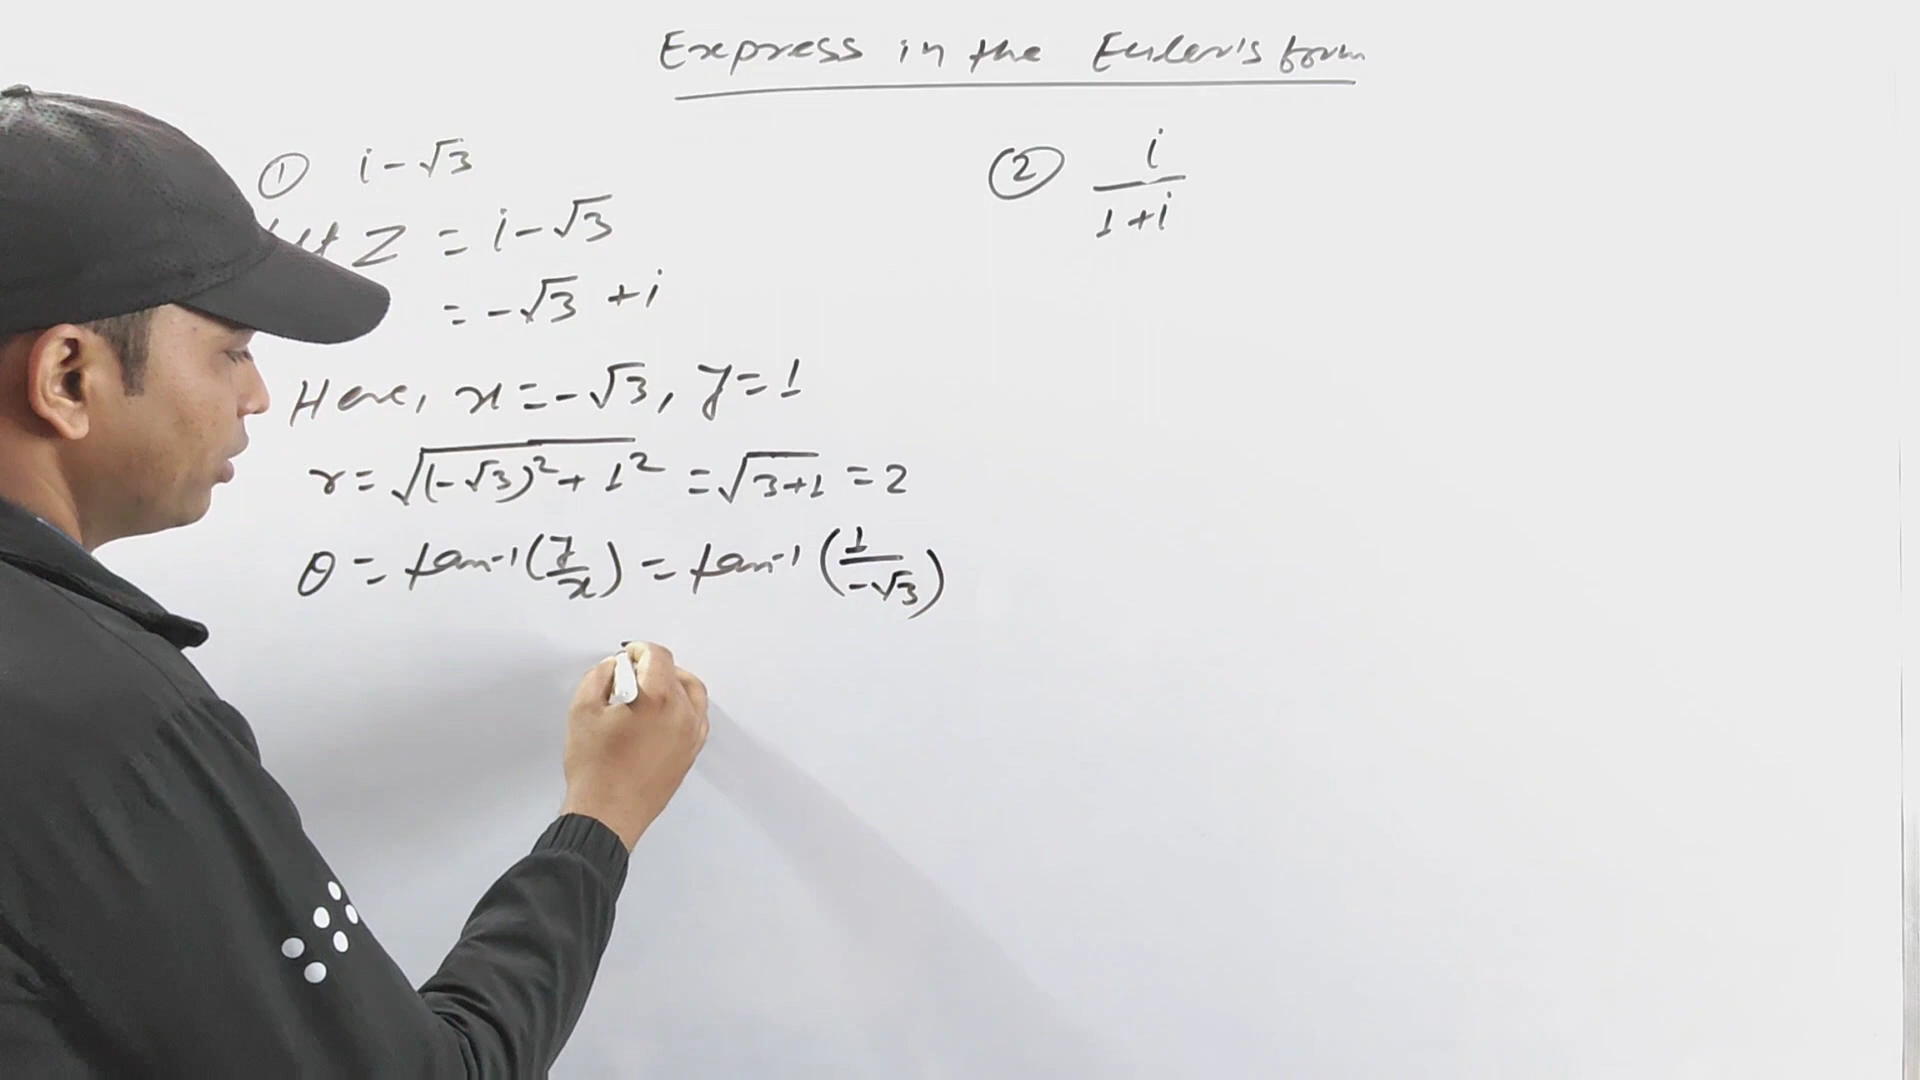 Express in the Euler's form
① i-√3
Z = i-√3
= -√3 +i
Here, x=-√3, y=1
r=√((-√3)²+1²) =√(3+1) =2
θ = tan-1(y/x) = tan-1(1/-√3)
② i/(1+i)